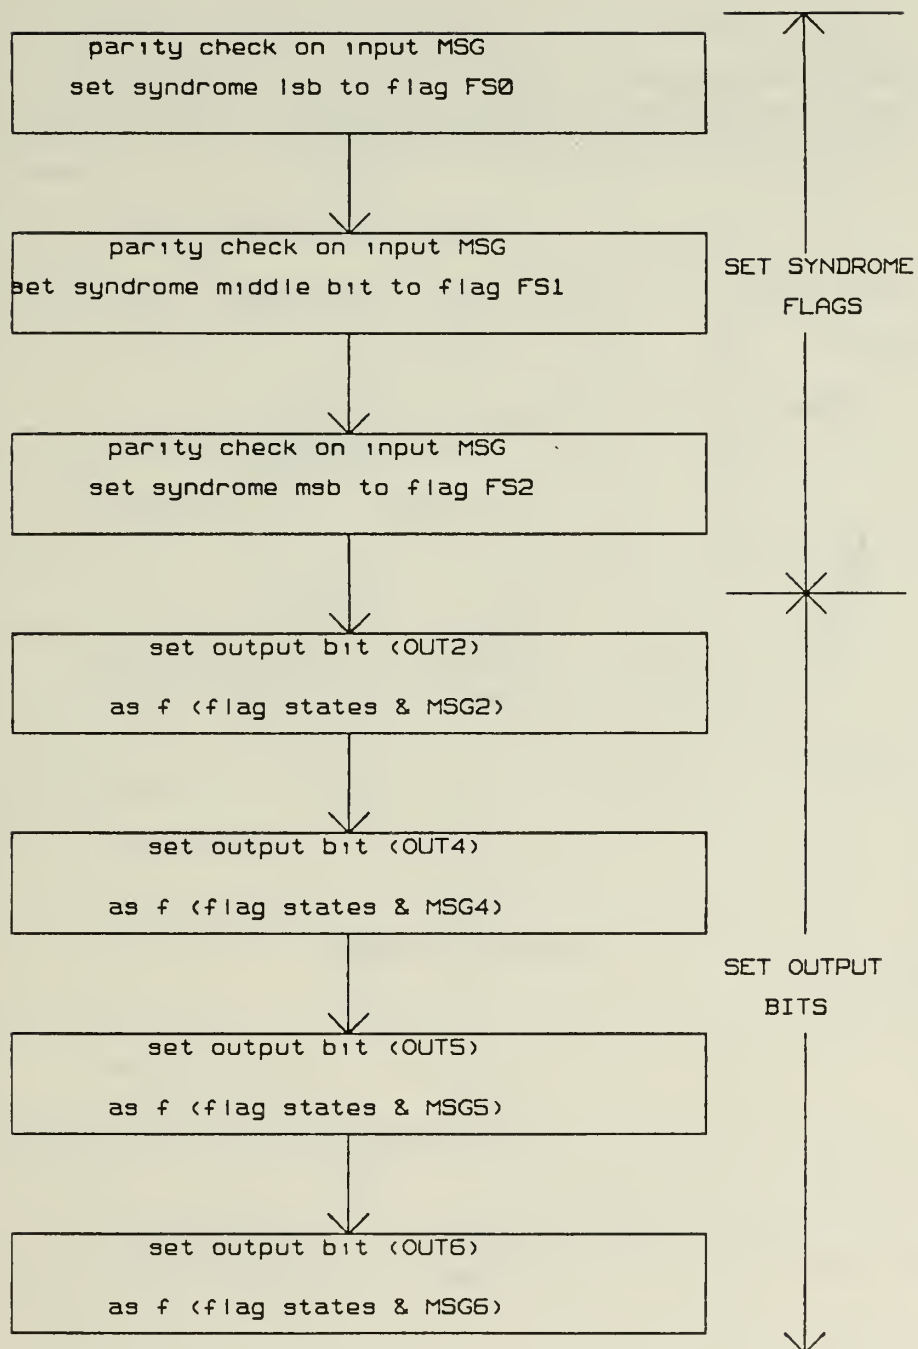 parity check on input MSG
set syndrome lsb to flag FS0
parity check on input MSG
set syndrome middle bit to flag FS1
SET SYNDROME
FLAGS
parity check on input MSG
set syndrome msb to flag FS2
set output bit (OUT2)
as f (flag states & MSG2)
set output bit (OUT4)
as f (flag states & MSG4)
SET OUTPUT
BITS
set output bit (OUT5)
as f (flag states & MSG5)
set output bit (OUT6)
as f (flag states & MSG6)